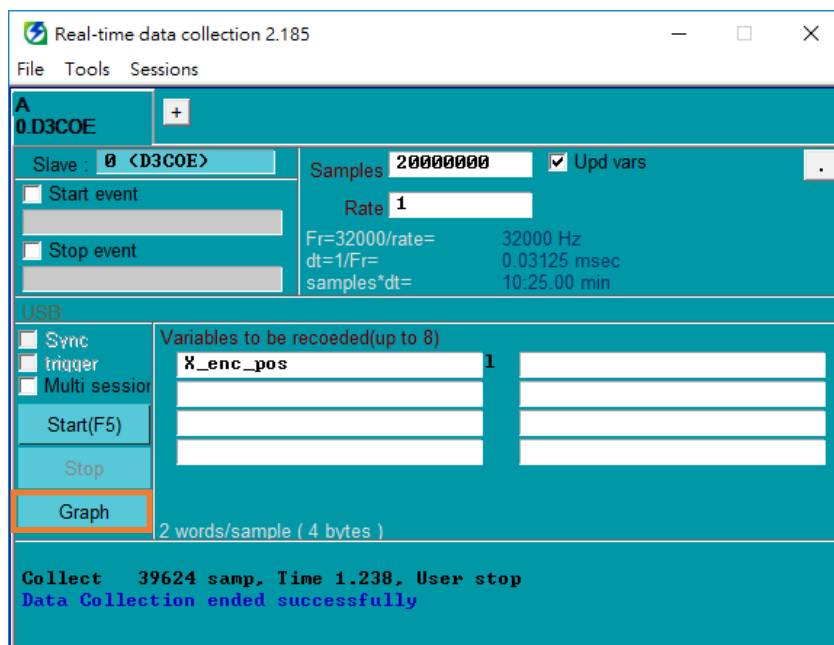 Real-time data collection 2.185
File Tools Sessions
A
0.D3COE
+
Slave : 0 (D3COE)
Samples 20000000
Upd vars
.
Start event
Rate 1
Stop event
Fr=32000/rate= 32000 Hz
dt=1/Fr= 0.03125 msec
samples*dt= 10:25.00 min
USB
Sync
trigger
Multi session
Variables to be recoeded(up to 8)
X_enc_pos l
Start(F5)
Stop
Graph
2 words/sample ( 4 bytes )
Collect 39624 samp, Time 1.238, User stop
Data Collection ended successfully